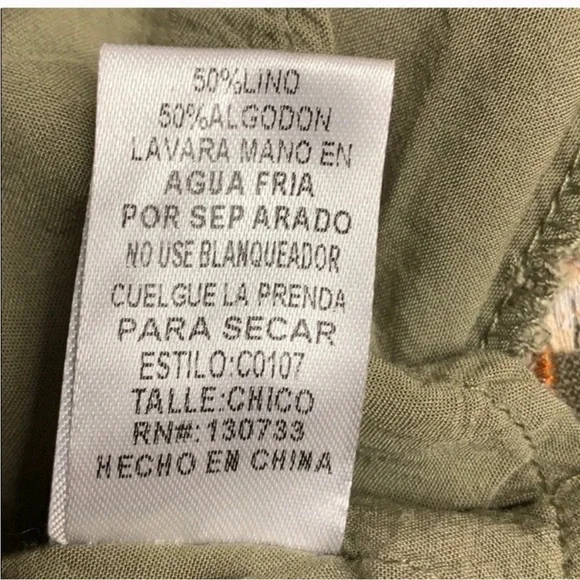 50%LINO
50%ALGODON
LAVARA MANO EN
AGUA FRIA
POR SEP ARADO
NO USE BLANQUEADOR
CUELGUE LA PRENDA
PARA SECAR
ESTILO:C0107
TALLE:CHICO
RN#:130733
HECHO EN CHINA